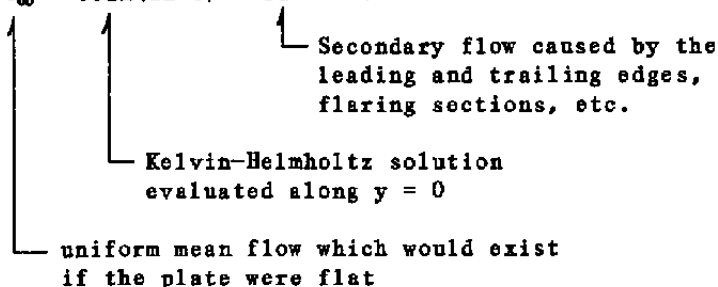 ∞
Secondary flow caused by the
leading and trailing edges,
flaring sections, etc.
Kelvin-Helmholtz solution
evaluated along y = 0
uniform mean flow which would exist
if the plate were flat